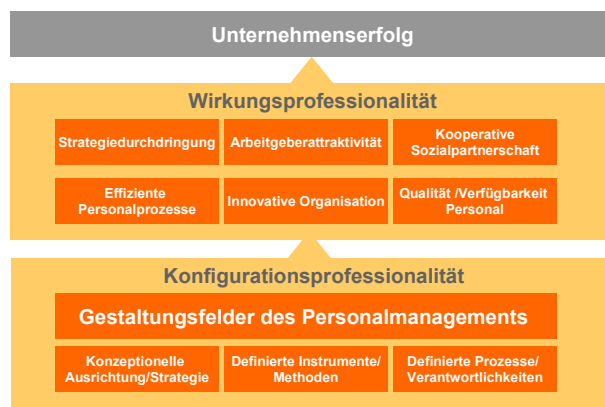 Unternehmenserfolg
Wirkungsprofessionalität
Strategiedurchdringung
Arbeitgeberattraktivität
Kooperative
Sozialpartnerschaft
Effiziente
Personalprozesse
Innovative Organisation
Qualität /Verfügbarkeit
Personal
Konfigurationsprofessionalität
Gestaltungsfelder des Personalmanagements
Konzeptionelle
Ausrichtung/Strategie
Definierte Instrumente/
Methoden
Definierte Prozesse/
Verantwortlichkeiten